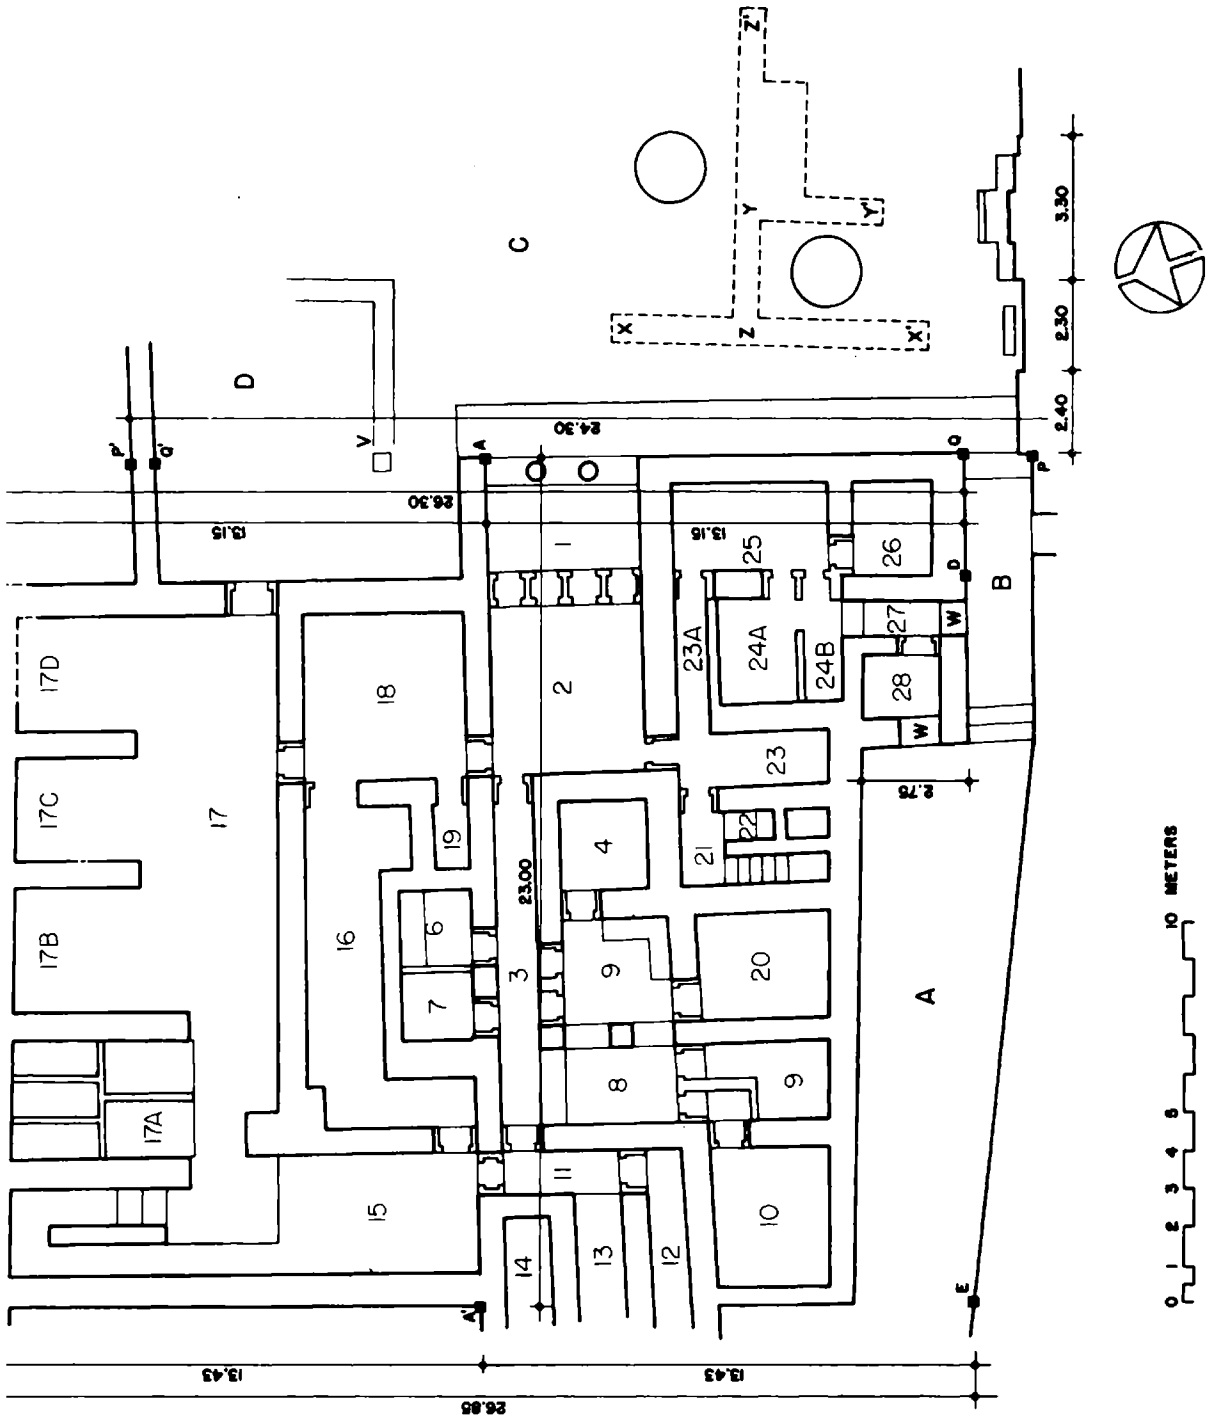 Z'
C
Y
Y'
X
Z
X'
3.30
2.30
2.40
D
V
P'
Q'
A
24.30
Q
P
26.30
13.15
13.15
1
25
26
D
B
17D
18
2
23A
24A
24B
27
W
28
W
17C
17
19
4
23
2.75
22
21
23.00
17B
16
6
7
3
9
20
A
8
9
17A
15
11
10
14
13
12
A'
E
13.43
13.43
26.85
0 1 2 3 4 5 10 METERS